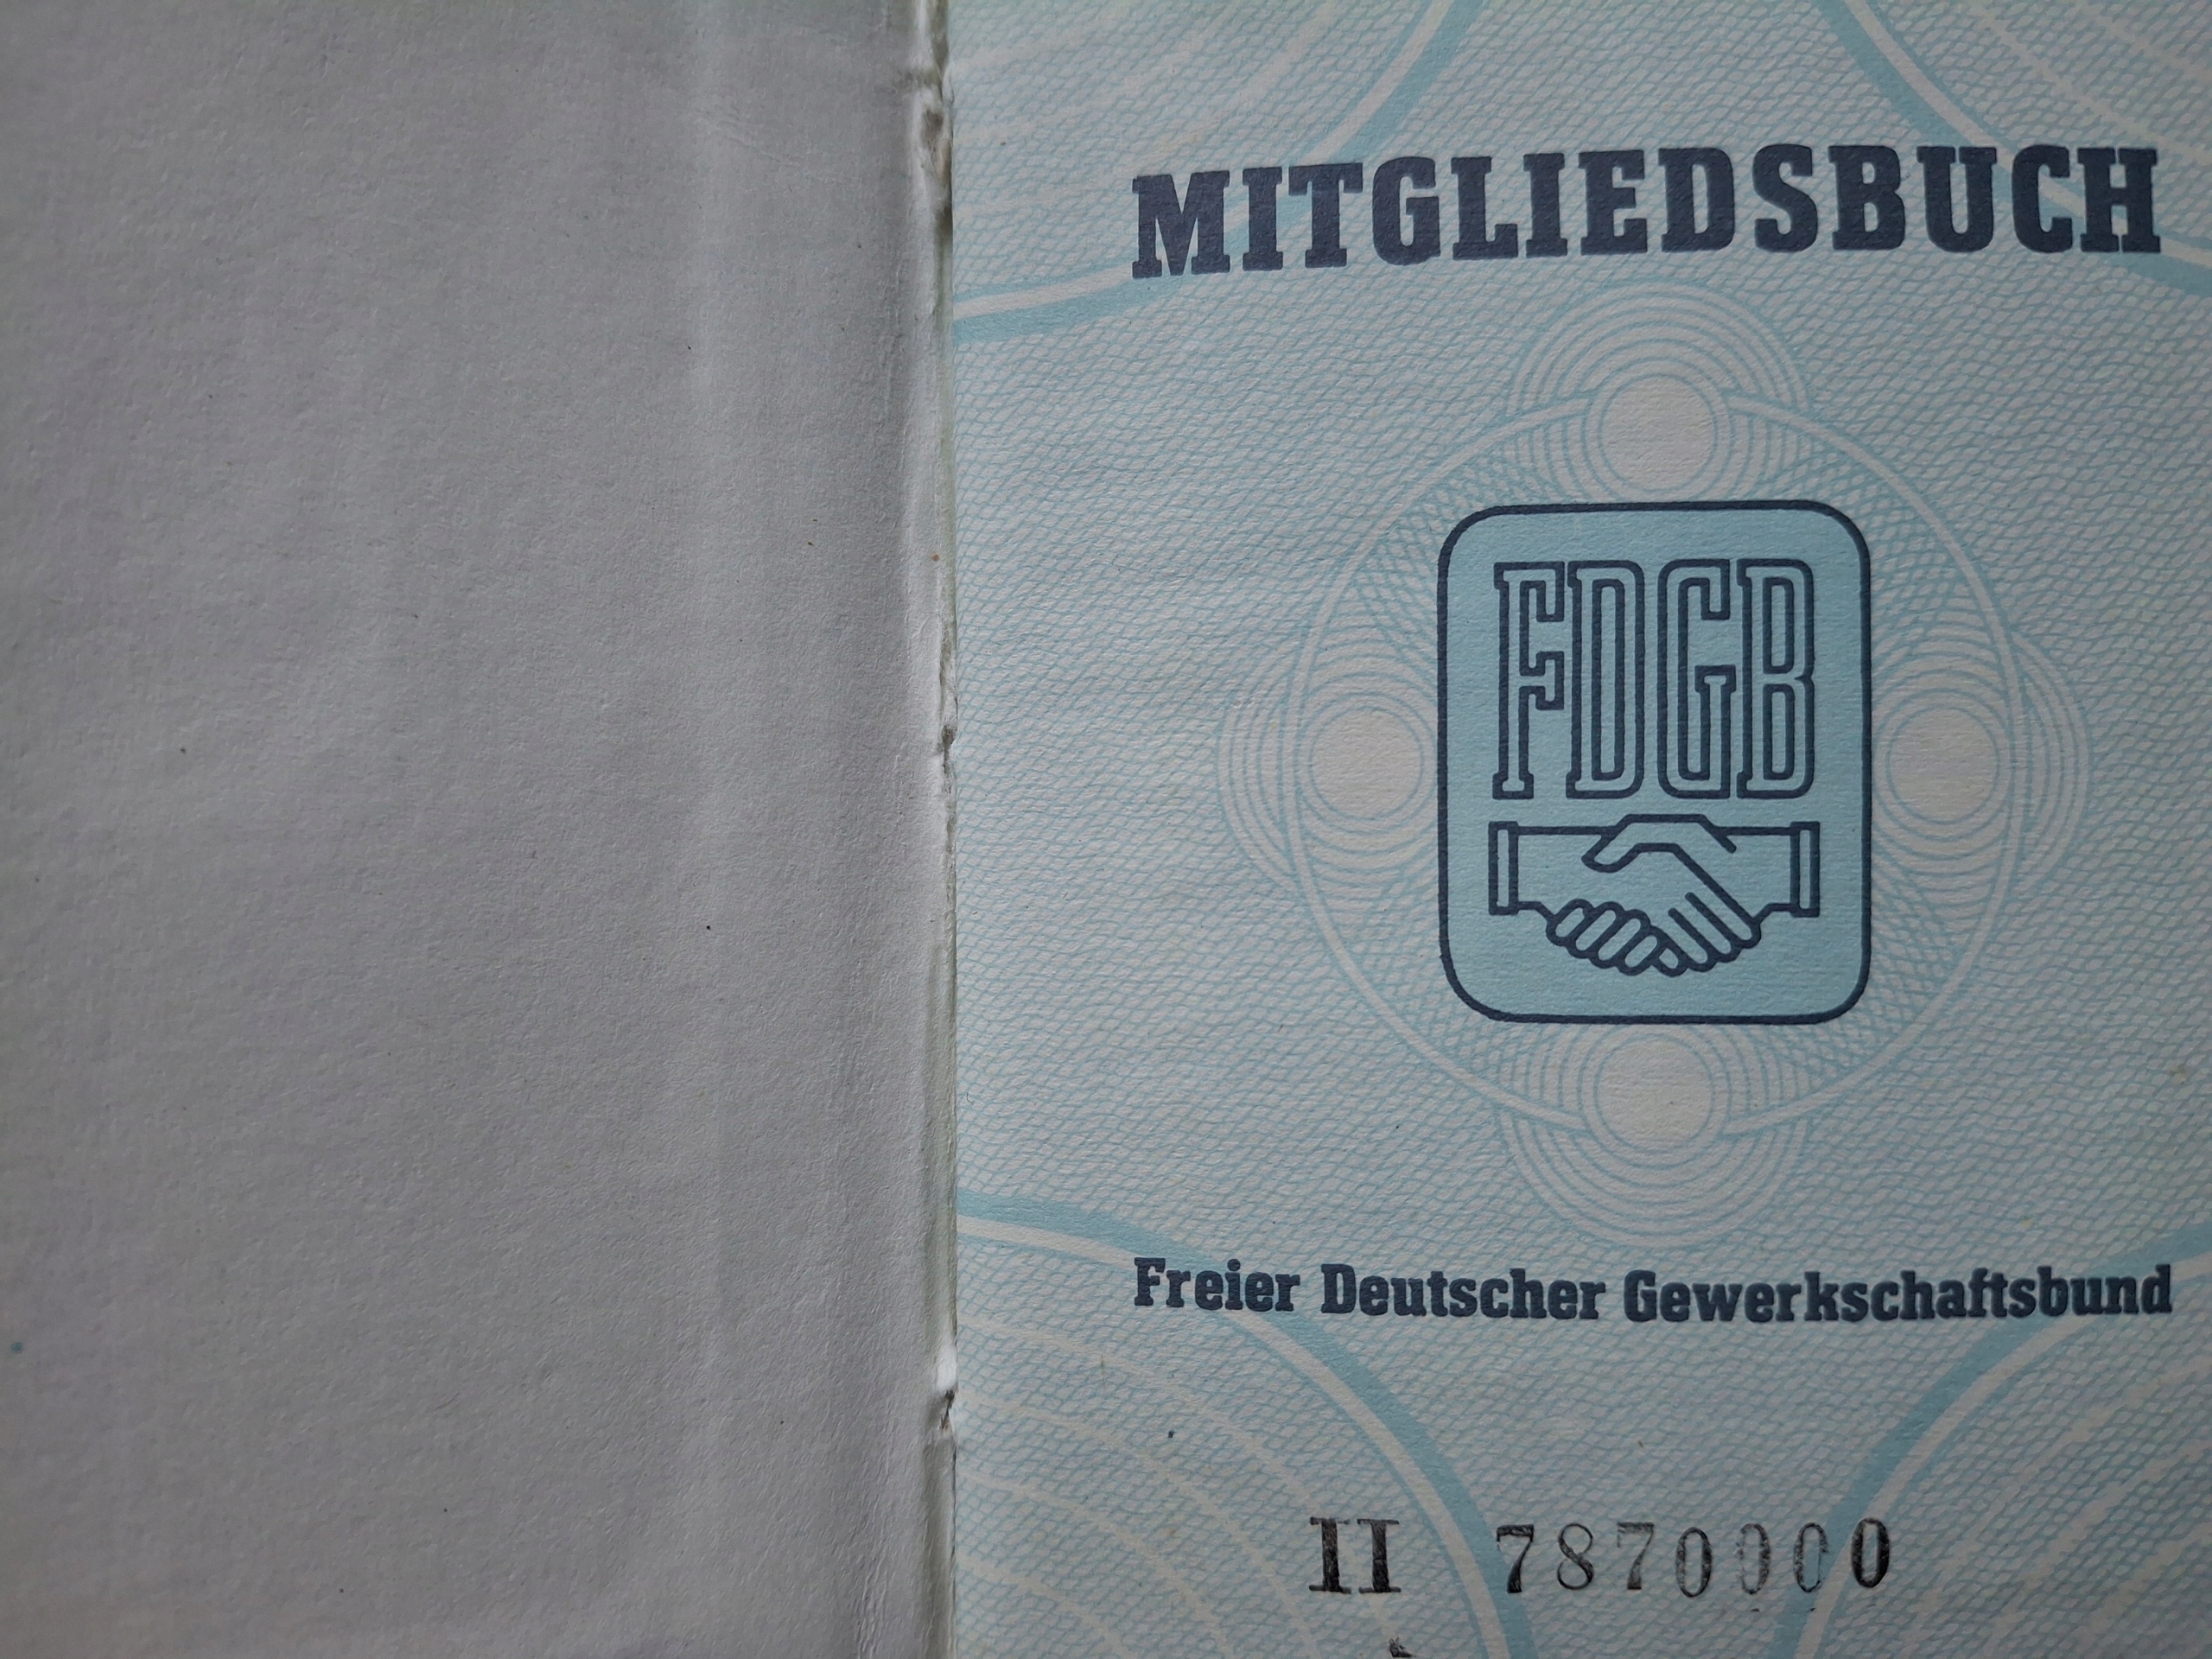 MITGLIEDSBUCH
FDGB
Freier Deutscher Gewerkschaftsbund
II 7870000